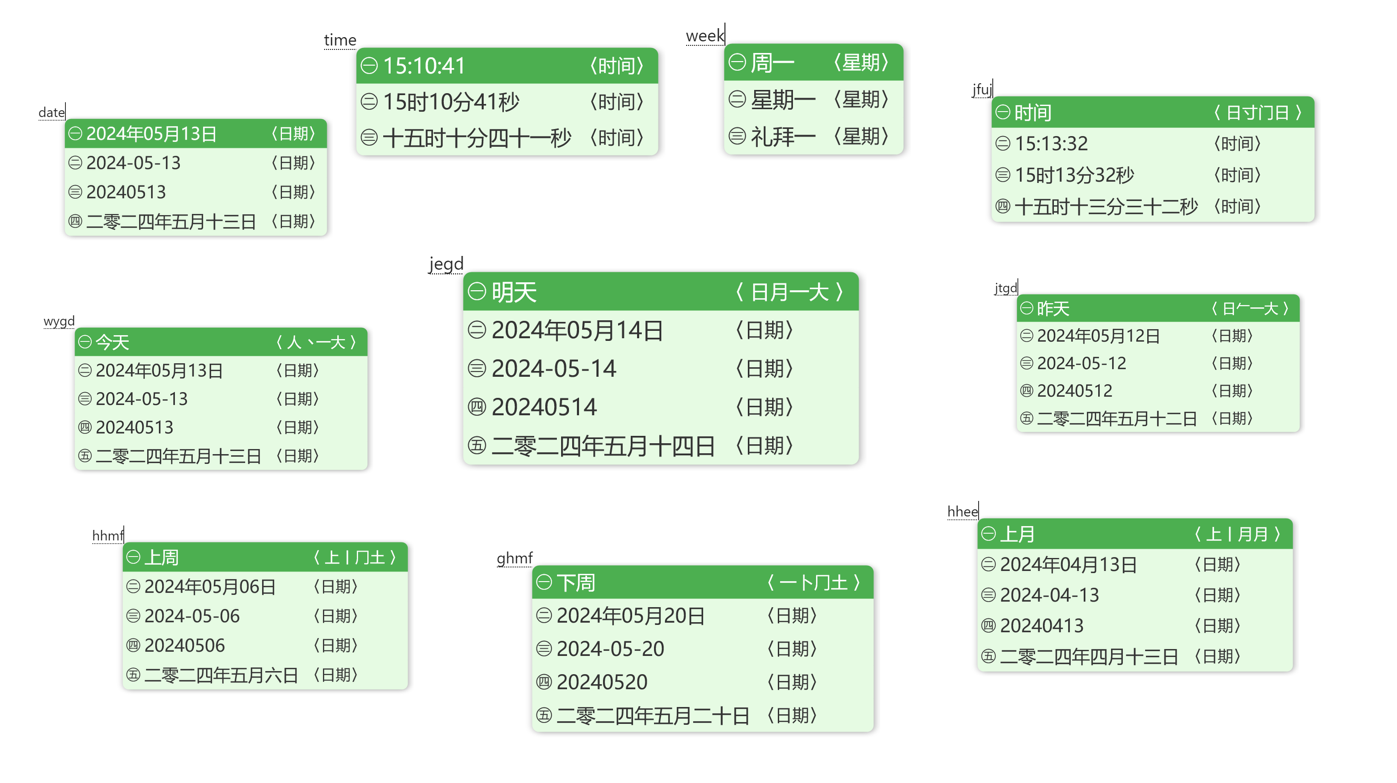 time
㊀ 15:10:41 〈时间〉
㊁ 15时10分41秒 〈时间〉
㊂ 十五时十分四十一秒 〈时间〉
week
㊀ 周一 〈星期〉
㊁ 星期一 〈星期〉
㊂ 礼拜一 〈星期〉
jfuj
㊀ 时间 〈 日寸门日 〉
㊁ 15:13:32 〈时间〉
㊂ 15时13分32秒 〈时间〉
㊃ 十五时十三分三十二秒 〈时间〉
date
㊀ 2024年05月13日 〈日期〉
㊁ 2024-05-13 〈日期〉
㊂ 20240513 〈日期〉
㊃ 二零二四年五月十三日 〈日期〉
jegd
㊀ 明天 〈 日月一大 〉
㊁ 2024年05月14日 〈日期〉
㊂ 2024-05-14 〈日期〉
㊃ 20240514 〈日期〉
㊄ 二零二四年五月十四日 〈日期〉
jtgd
㊀ 昨天 〈 日𠂉一大 〉
㊁ 2024年05月12日 〈日期〉
㊂ 2024-05-12 〈日期〉
㊃ 20240512 〈日期〉
㊄ 二零二四年五月十二日 〈日期〉
wygd
㊀ 今天 〈 人丶一大 〉
㊁ 2024年05月13日 〈日期〉
㊂ 2024-05-13 〈日期〉
㊃ 20240513 〈日期〉
㊄ 二零二四年五月十三日 〈日期〉
hhmf
㊀ 上周 〈 上丨冂土 〉
㊁ 2024年05月06日 〈日期〉
㊂ 2024-05-06 〈日期〉
㊃ 20240506 〈日期〉
㊄ 二零二四年五月六日 〈日期〉
ghmf
㊀ 下周 〈 一卜冂土 〉
㊁ 2024年05月20日 〈日期〉
㊂ 2024-05-20 〈日期〉
㊃ 20240520 〈日期〉
㊄ 二零二四年五月二十日 〈日期〉
hhee
㊀ 上月 〈 上丨月月 〉
㊁ 2024年04月13日 〈日期〉
㊂ 2024-04-13 〈日期〉
㊃ 20240413 〈日期〉
㊄ 二零二四年四月十三日 〈日期〉